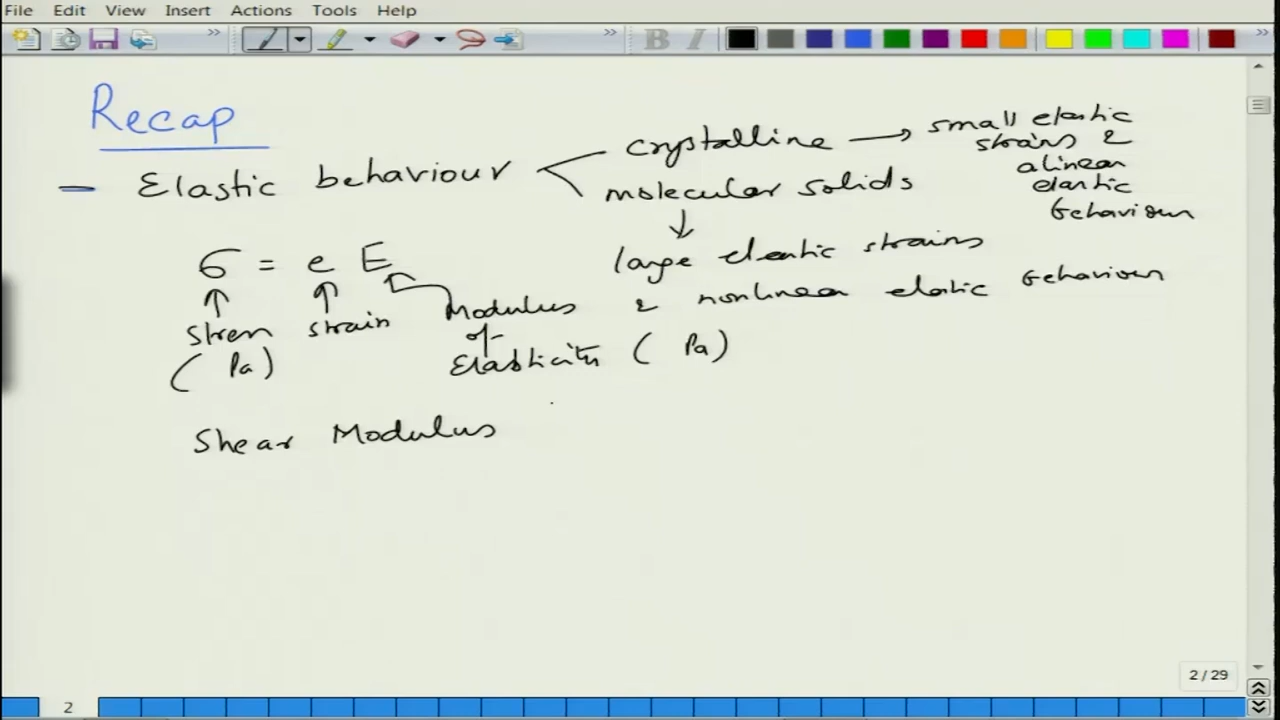 File Edit View Insert Actions Tools Help
Recap
- Elastic behaviour
crystalline → small elastic
strains &
a linear
elastic
behaviour
molecular solids
↓
large elastic strains
& nonlinear elastic behaviour
σ = e E
↑ ↑
Stress strain Modulus
of
Elasticity (Pa)
(Pa)
Shear Modulus
2 / 29
2